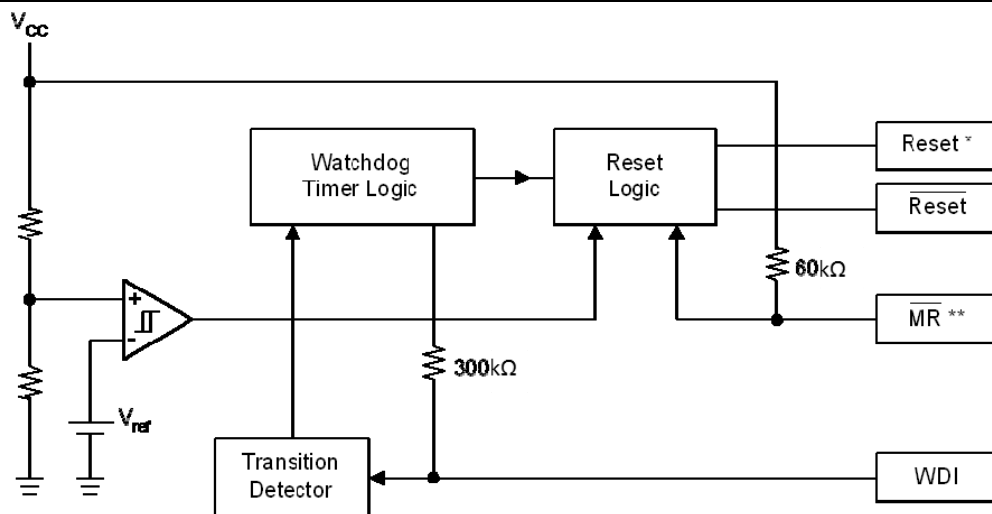 VCC
Watchdog
Timer Logic
Reset
Logic
Reset *
Reset
60kΩ
MR **
+
-
300kΩ
Vref
Transition
Detector
WDI